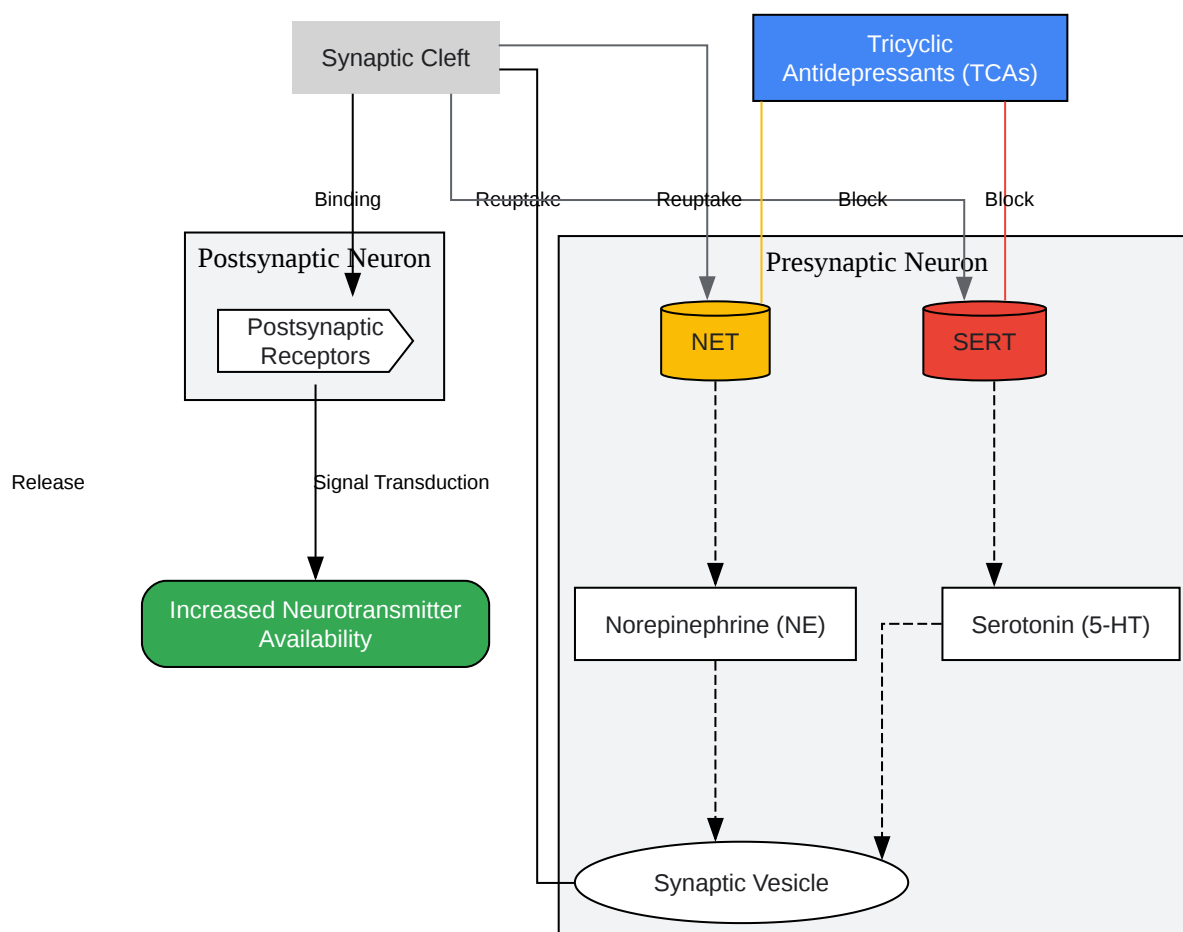 Synaptic Cleft
Tricyclic
Antidepressants (TCAs)
Binding
Reuptake
Reuptake
Block
Block
Postsynaptic Neuron
Presynaptic Neuron
Postsynaptic
Receptors
NET
SERT
Release
Signal Transduction
Increased Neurotransmitter
Availability
Norepinephrine (NE)
Serotonin (5-HT)
Synaptic Vesicle